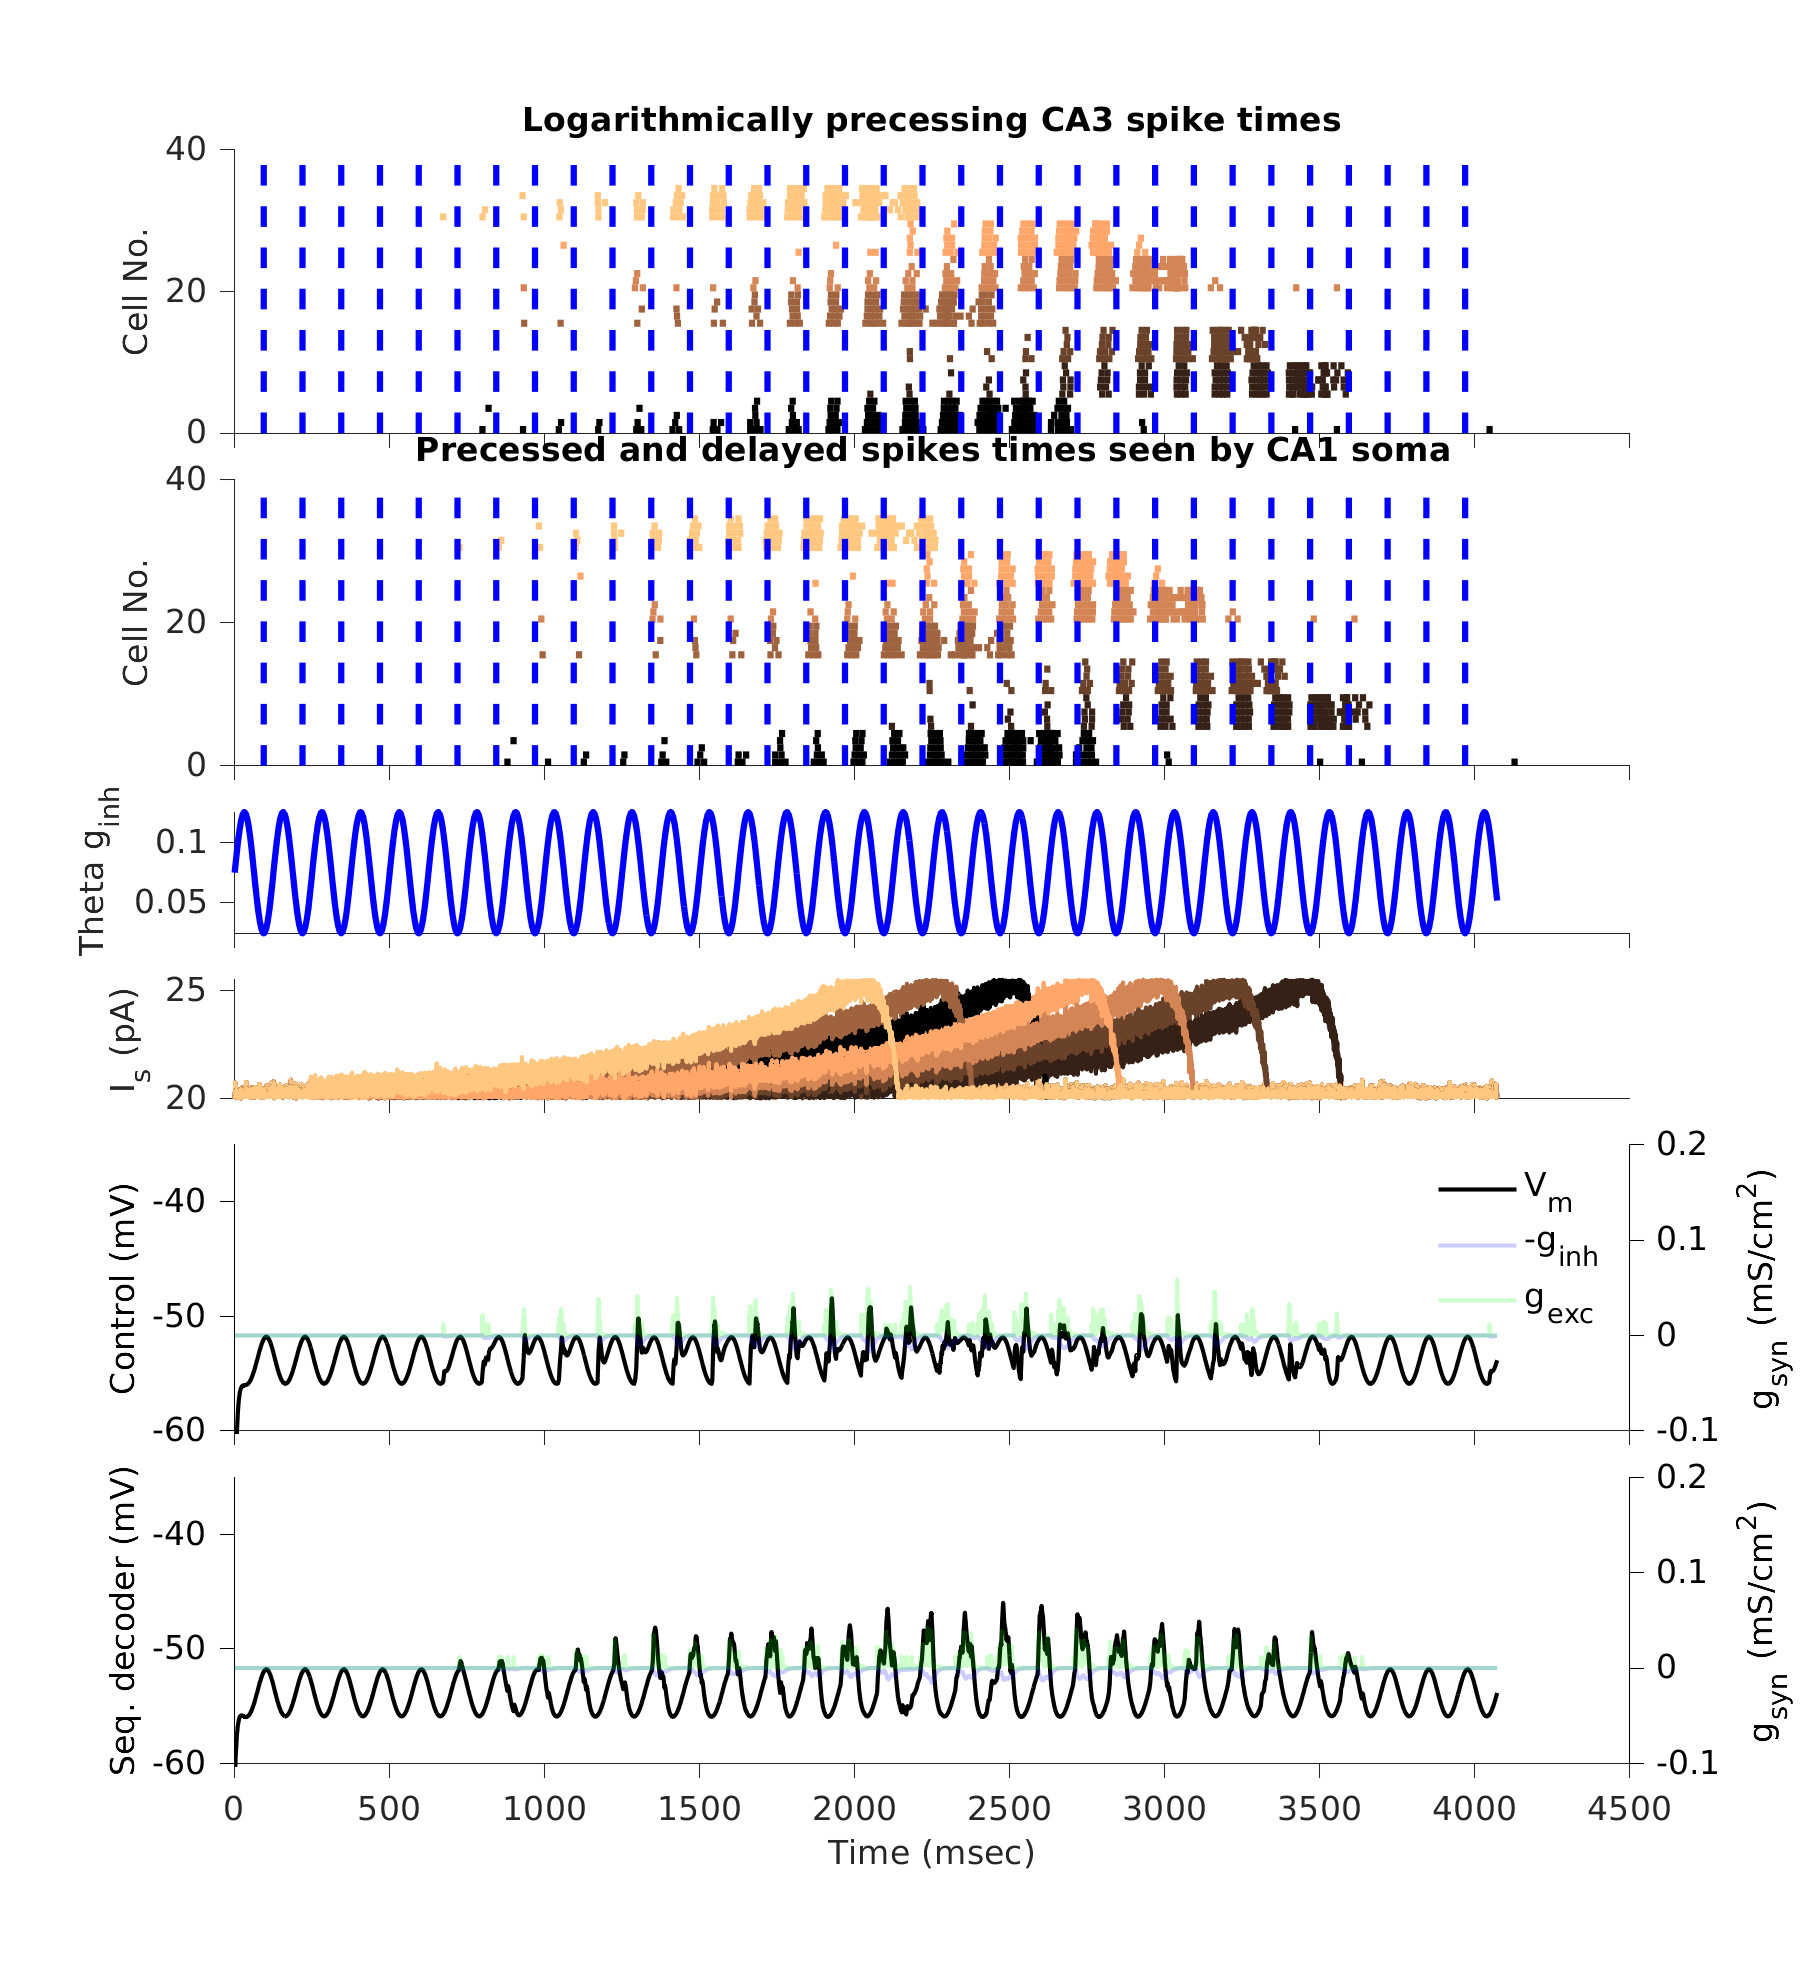 Logarithmically precessing CA3 spike times
40
20
0
Cell No.
Precessed and delayed spikes times seen by CA1 soma
40
20
0
Cell No.
0.1
0.05
Theta g_inh
25
20
I_s (pA)
-40
-50
-60
Control (mV)
V_m
-g_inh
g_exc
0.2
0.1
0
-0.1
g_syn (mS/cm^2)
-40
-50
-60
Seq. decoder (mV)
0.2
0.1
0
-0.1
g_syn (mS/cm^2)
0 500 1000 1500 2000 2500 3000 3500 4000 4500
Time (msec)